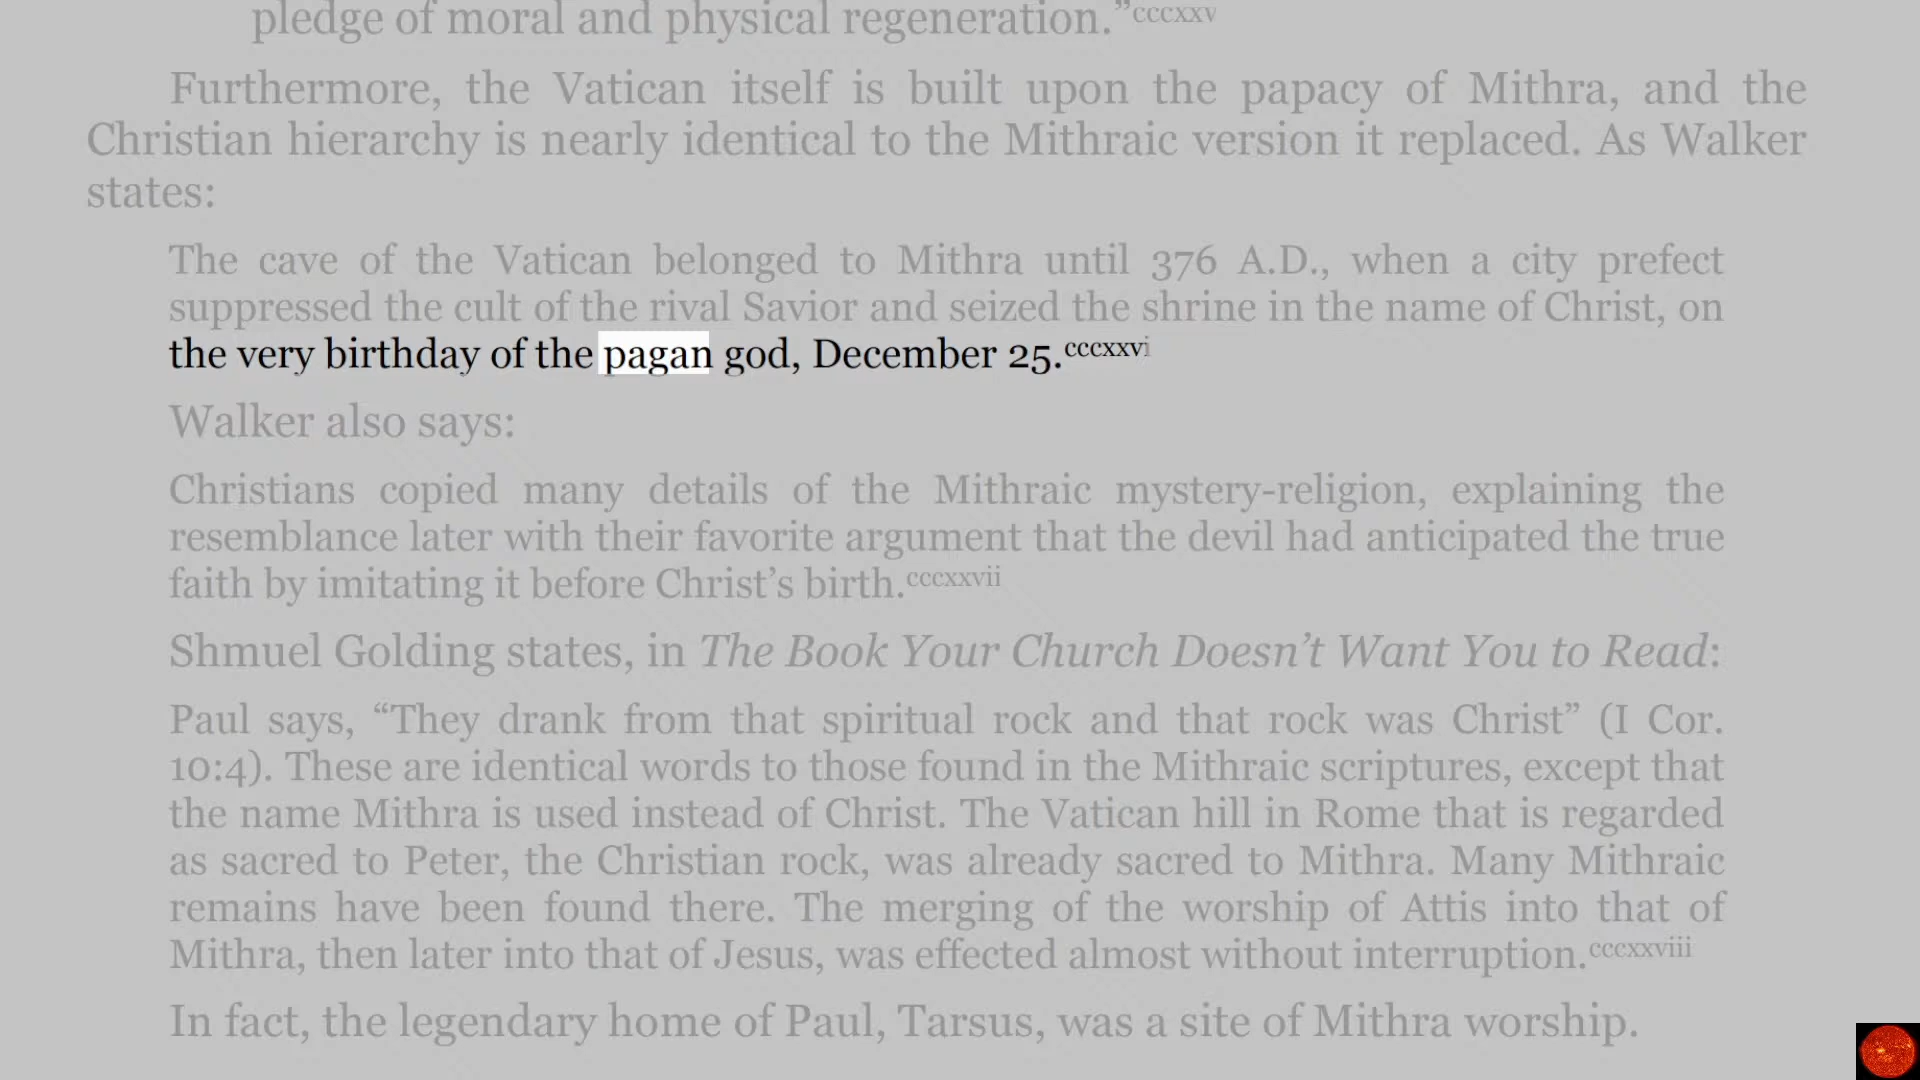 pledge of moral and physical regeneration.”cccxxv
Furthermore, the Vatican itself is built upon the papacy of Mithra, and the
Christian hierarchy is nearly identical to the Mithraic version it replaced. As Walker
states:
The cave of the Vatican belonged to Mithra until 376 A.D., when a city prefect
suppressed the cult of the rival Savior and seized the shrine in the name of Christ, on
the very birthday of the pagan god, December 25.cccxxvi
Walker also says:
Christians copied many details of the Mithraic mystery-religion, explaining the
resemblance later with their favorite argument that the devil had anticipated the true
faith by imitating it before Christ’s birth.cccxxvii
Shmuel Golding states, in The Book Your Church Doesn’t Want You to Read:
Paul says, “They drank from that spiritual rock and that rock was Christ” (I Cor.
10:4). These are identical words to those found in the Mithraic scriptures, except that
the name Mithra is used instead of Christ. The Vatican hill in Rome that is regarded
as sacred to Peter, the Christian rock, was already sacred to Mithra. Many Mithraic
remains have been found there. The merging of the worship of Attis into that of
Mithra, then later into that of Jesus, was effected almost without interruption.cccxxviii
In fact, the legendary home of Paul, Tarsus, was a site of Mithra worship.